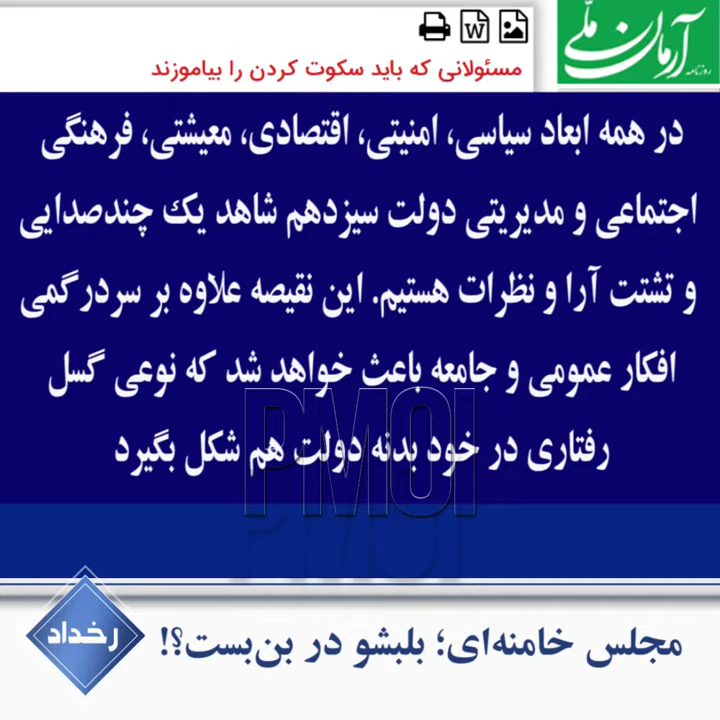 روزنامه
آرمان ملی
مسئولانی که باید سکوت کردن را بیاموزند
در همه ابعاد سیاسی، امنیتی، اقتصادی، معیشتی، فرهنگی
اجتماعی و مدیریتی دولت سیزدهم شاهد یک چندصدایی
و تشتت آرا و نظرات هستیم. این نقیصه علاوه بر سردرگمی
افکار عمومی و جامعه باعث خواهد شد که نوعی گسل
رفتاری در خود بدنه دولت هم شکل بگیرد
PMOI
مجلس خامنه‌ای؛ بلبشو در بن‌بست؟!
رخداد